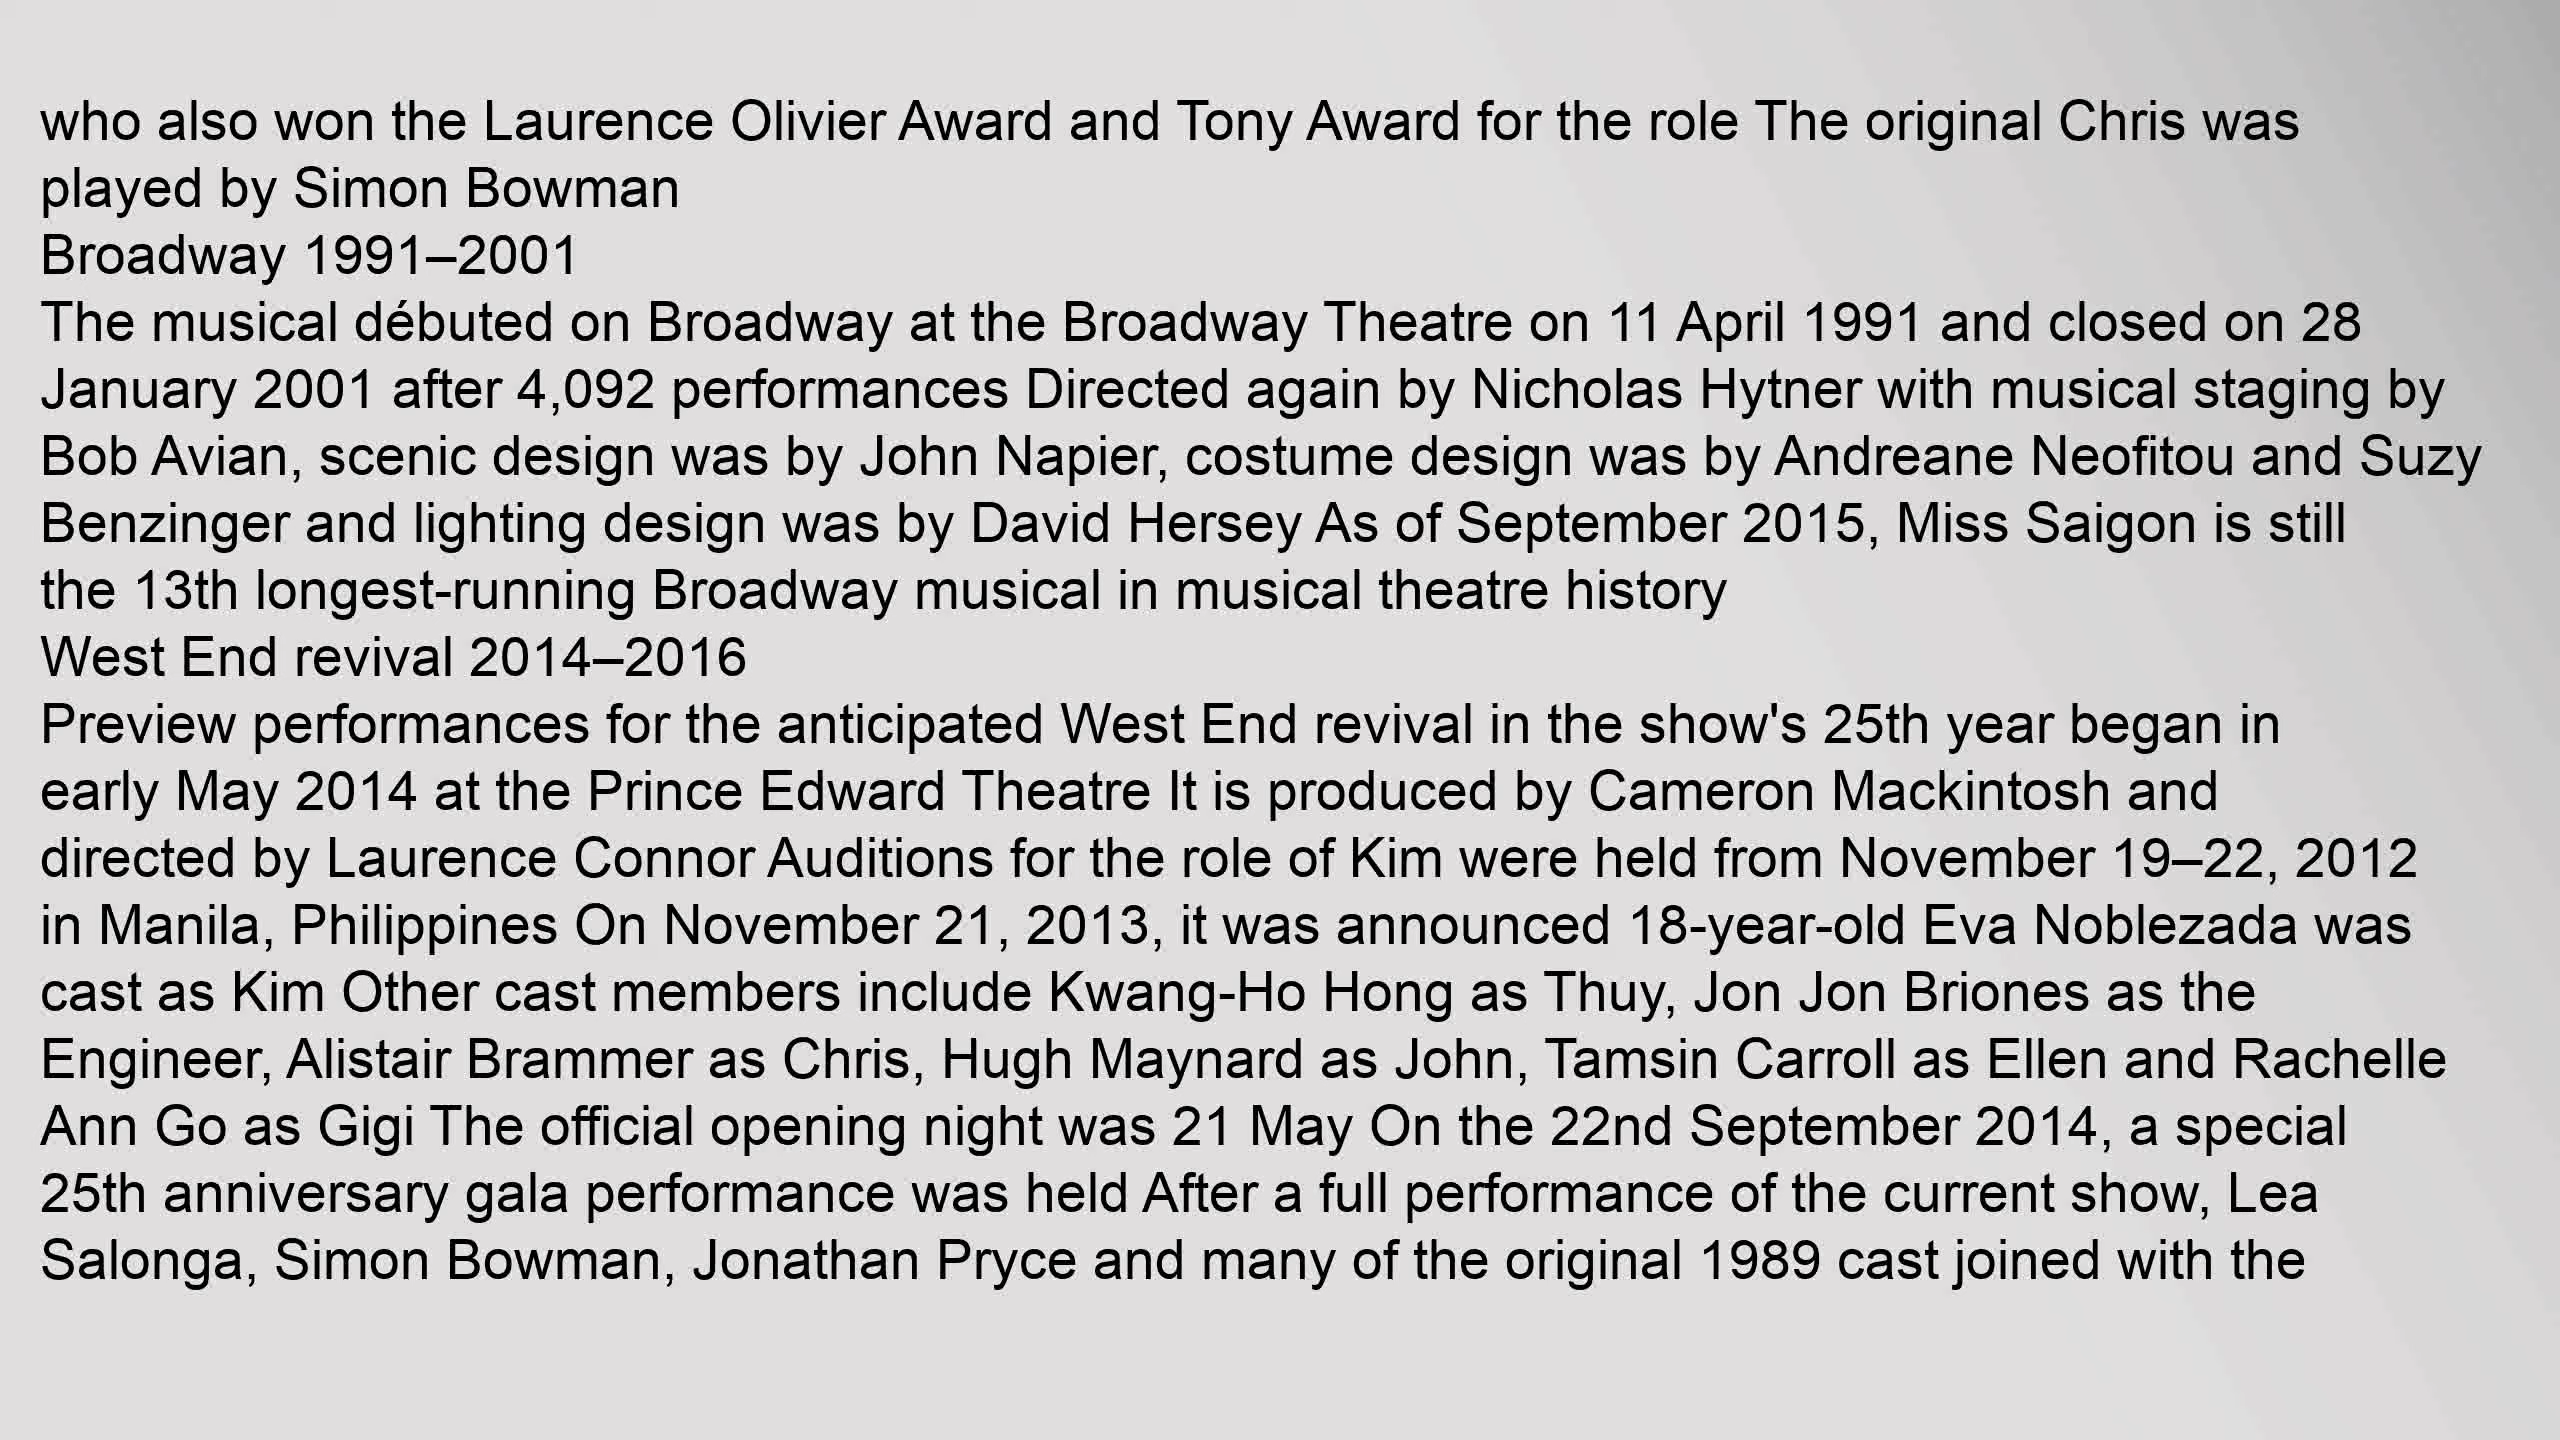 who also won the Laurence Olivier Award and Tony Award for the role The original Chris was
played by Simon Bowman
Broadway 1991–2001
The musical débuted on Broadway at the Broadway Theatre on 11 April 1991 and closed on 28
January 2001 after 4,092 performances Directed again by Nicholas Hytner with musical staging by
Bob Avian, scenic design was by John Napier, costume design was by Andreane Neofitou and Suzy
Benzinger and lighting design was by David Hersey As of September 2015, Miss Saigon is still
the 13th longest-running Broadway musical in musical theatre history
West End revival 2014–2016
Preview performances for the anticipated West End revival in the show's 25th year began in
early May 2014 at the Prince Edward Theatre It is produced by Cameron Mackintosh and
directed by Laurence Connor Auditions for the role of Kim were held from November 19–22, 2012
in Manila, Philippines On November 21, 2013, it was announced 18-year-old Eva Noblezada was
cast as Kim Other cast members include Kwang-Ho Hong as Thuy, Jon Jon Briones as the
Engineer, Alistair Brammer as Chris, Hugh Maynard as John, Tamsin Carroll as Ellen and Rachelle
Ann Go as Gigi The official opening night was 21 May On the 22nd September 2014, a special
25th anniversary gala performance was held After a full performance of the current show, Lea
Salonga, Simon Bowman, Jonathan Pryce and many of the original 1989 cast joined with the